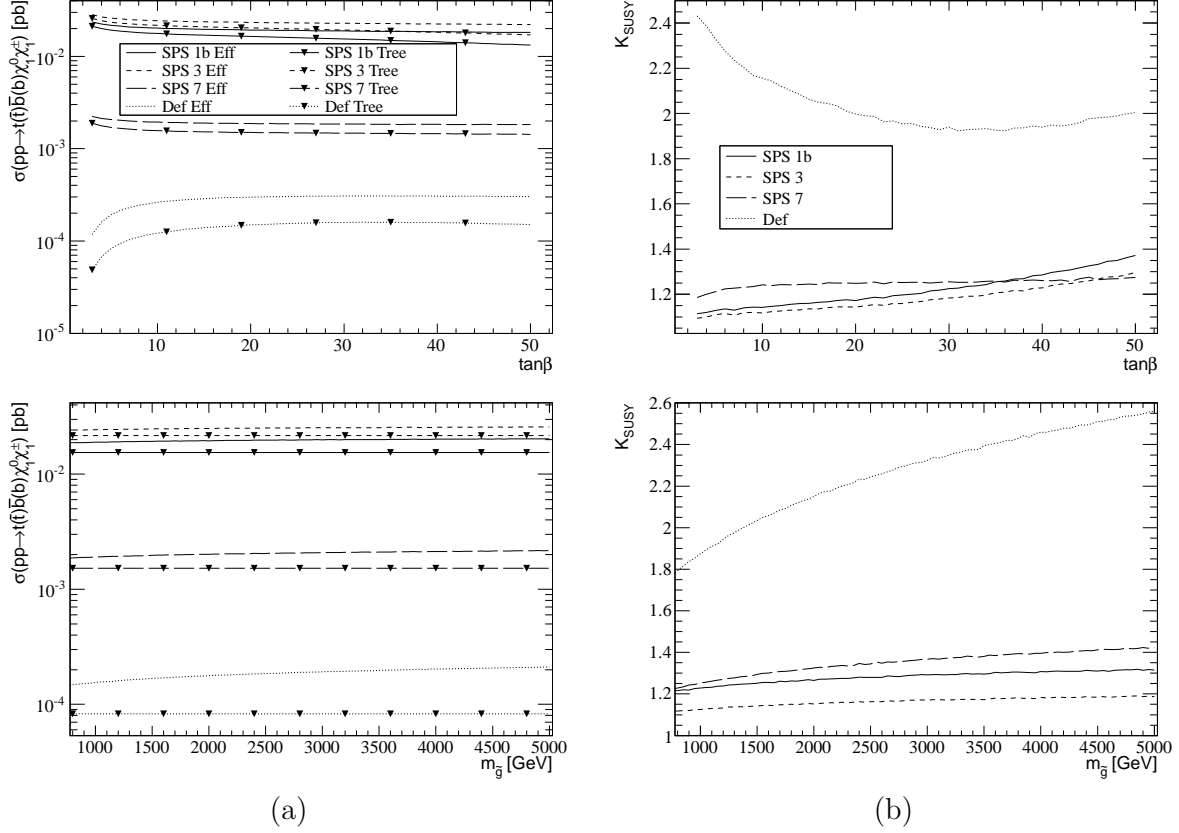 σ(pp→t(t̄)b̄(b)χ̃₁⁰χ̃₁±) [pb]
10⁻²
10⁻³
10⁻⁴
10⁻⁵
SPS 1b Eff SPS 1b Tree
SPS 3 Eff SPS 3 Tree
SPS 7 Eff SPS 7 Tree
Def Eff Def Tree
10 20 30 40 50
tanβ
K_SUSY
2.4
2.2
2
1.8
1.6
1.4
1.2
SPS 1b
SPS 3
SPS 7
Def
10 20 30 40 50
tanβ
σ(pp→t(t̄)b̄(b)χ̃₁⁰χ̃₁±) [pb]
10⁻²
10⁻³
10⁻⁴
1000 1500 2000 2500 3000 3500 4000 4500 5000
m_g̃ [GeV]
K_SUSY
2.6
2.4
2.2
2
1.8
1.6
1.4
1.2
1
1000 1500 2000 2500 3000 3500 4000 4500 5000
m_g̃ [GeV]
(a) (b)